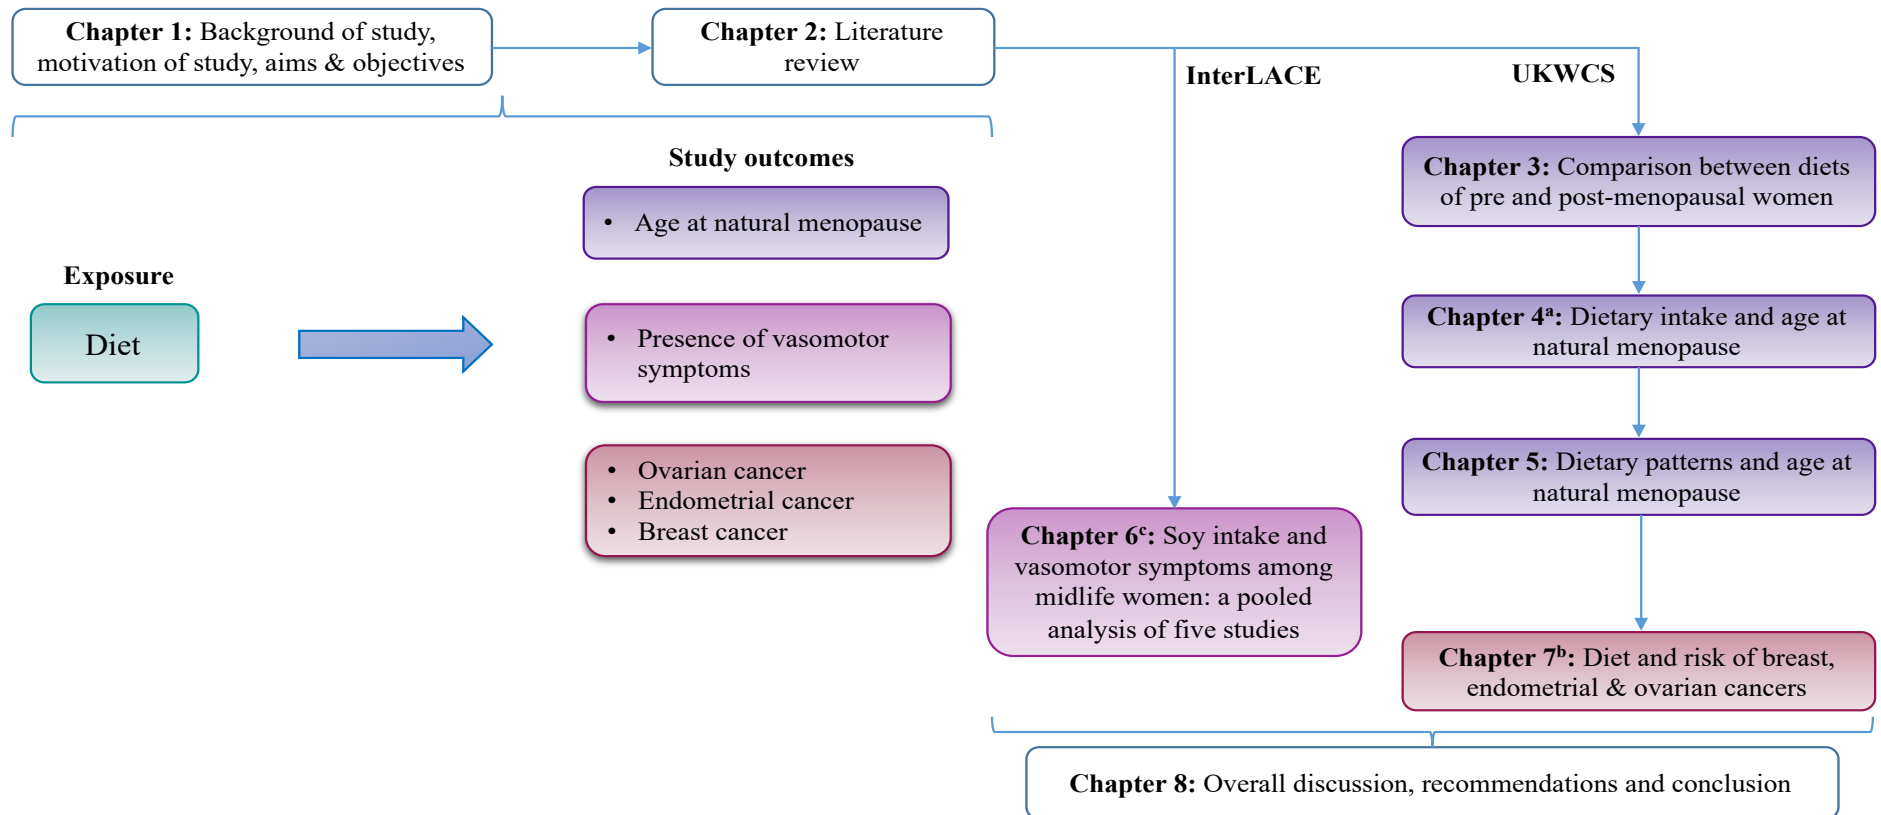 Chapter 1: Background of study,
motivation of study, aims & objectives
Chapter 2: Literature
review
InterLACE
UKWCS
Study outcomes
• Age at natural menopause
Exposure
Diet
• Presence of vasomotor
symptoms
• Ovarian cancer
• Endometrial cancer
• Breast cancer
Chapter 3: Comparison between diets
of pre and post-menopausal women
Chapter 4ᵃ: Dietary intake and age at
natural menopause
Chapter 5: Dietary patterns and age at
natural menopause
Chapter 6ᶜ: Soy intake and
vasomotor symptoms among
midlife women: a pooled
analysis of five studies
Chapter 7ᵇ: Diet and risk of breast,
endometrial & ovarian cancers
Chapter 8: Overall discussion, recommendations and conclusion